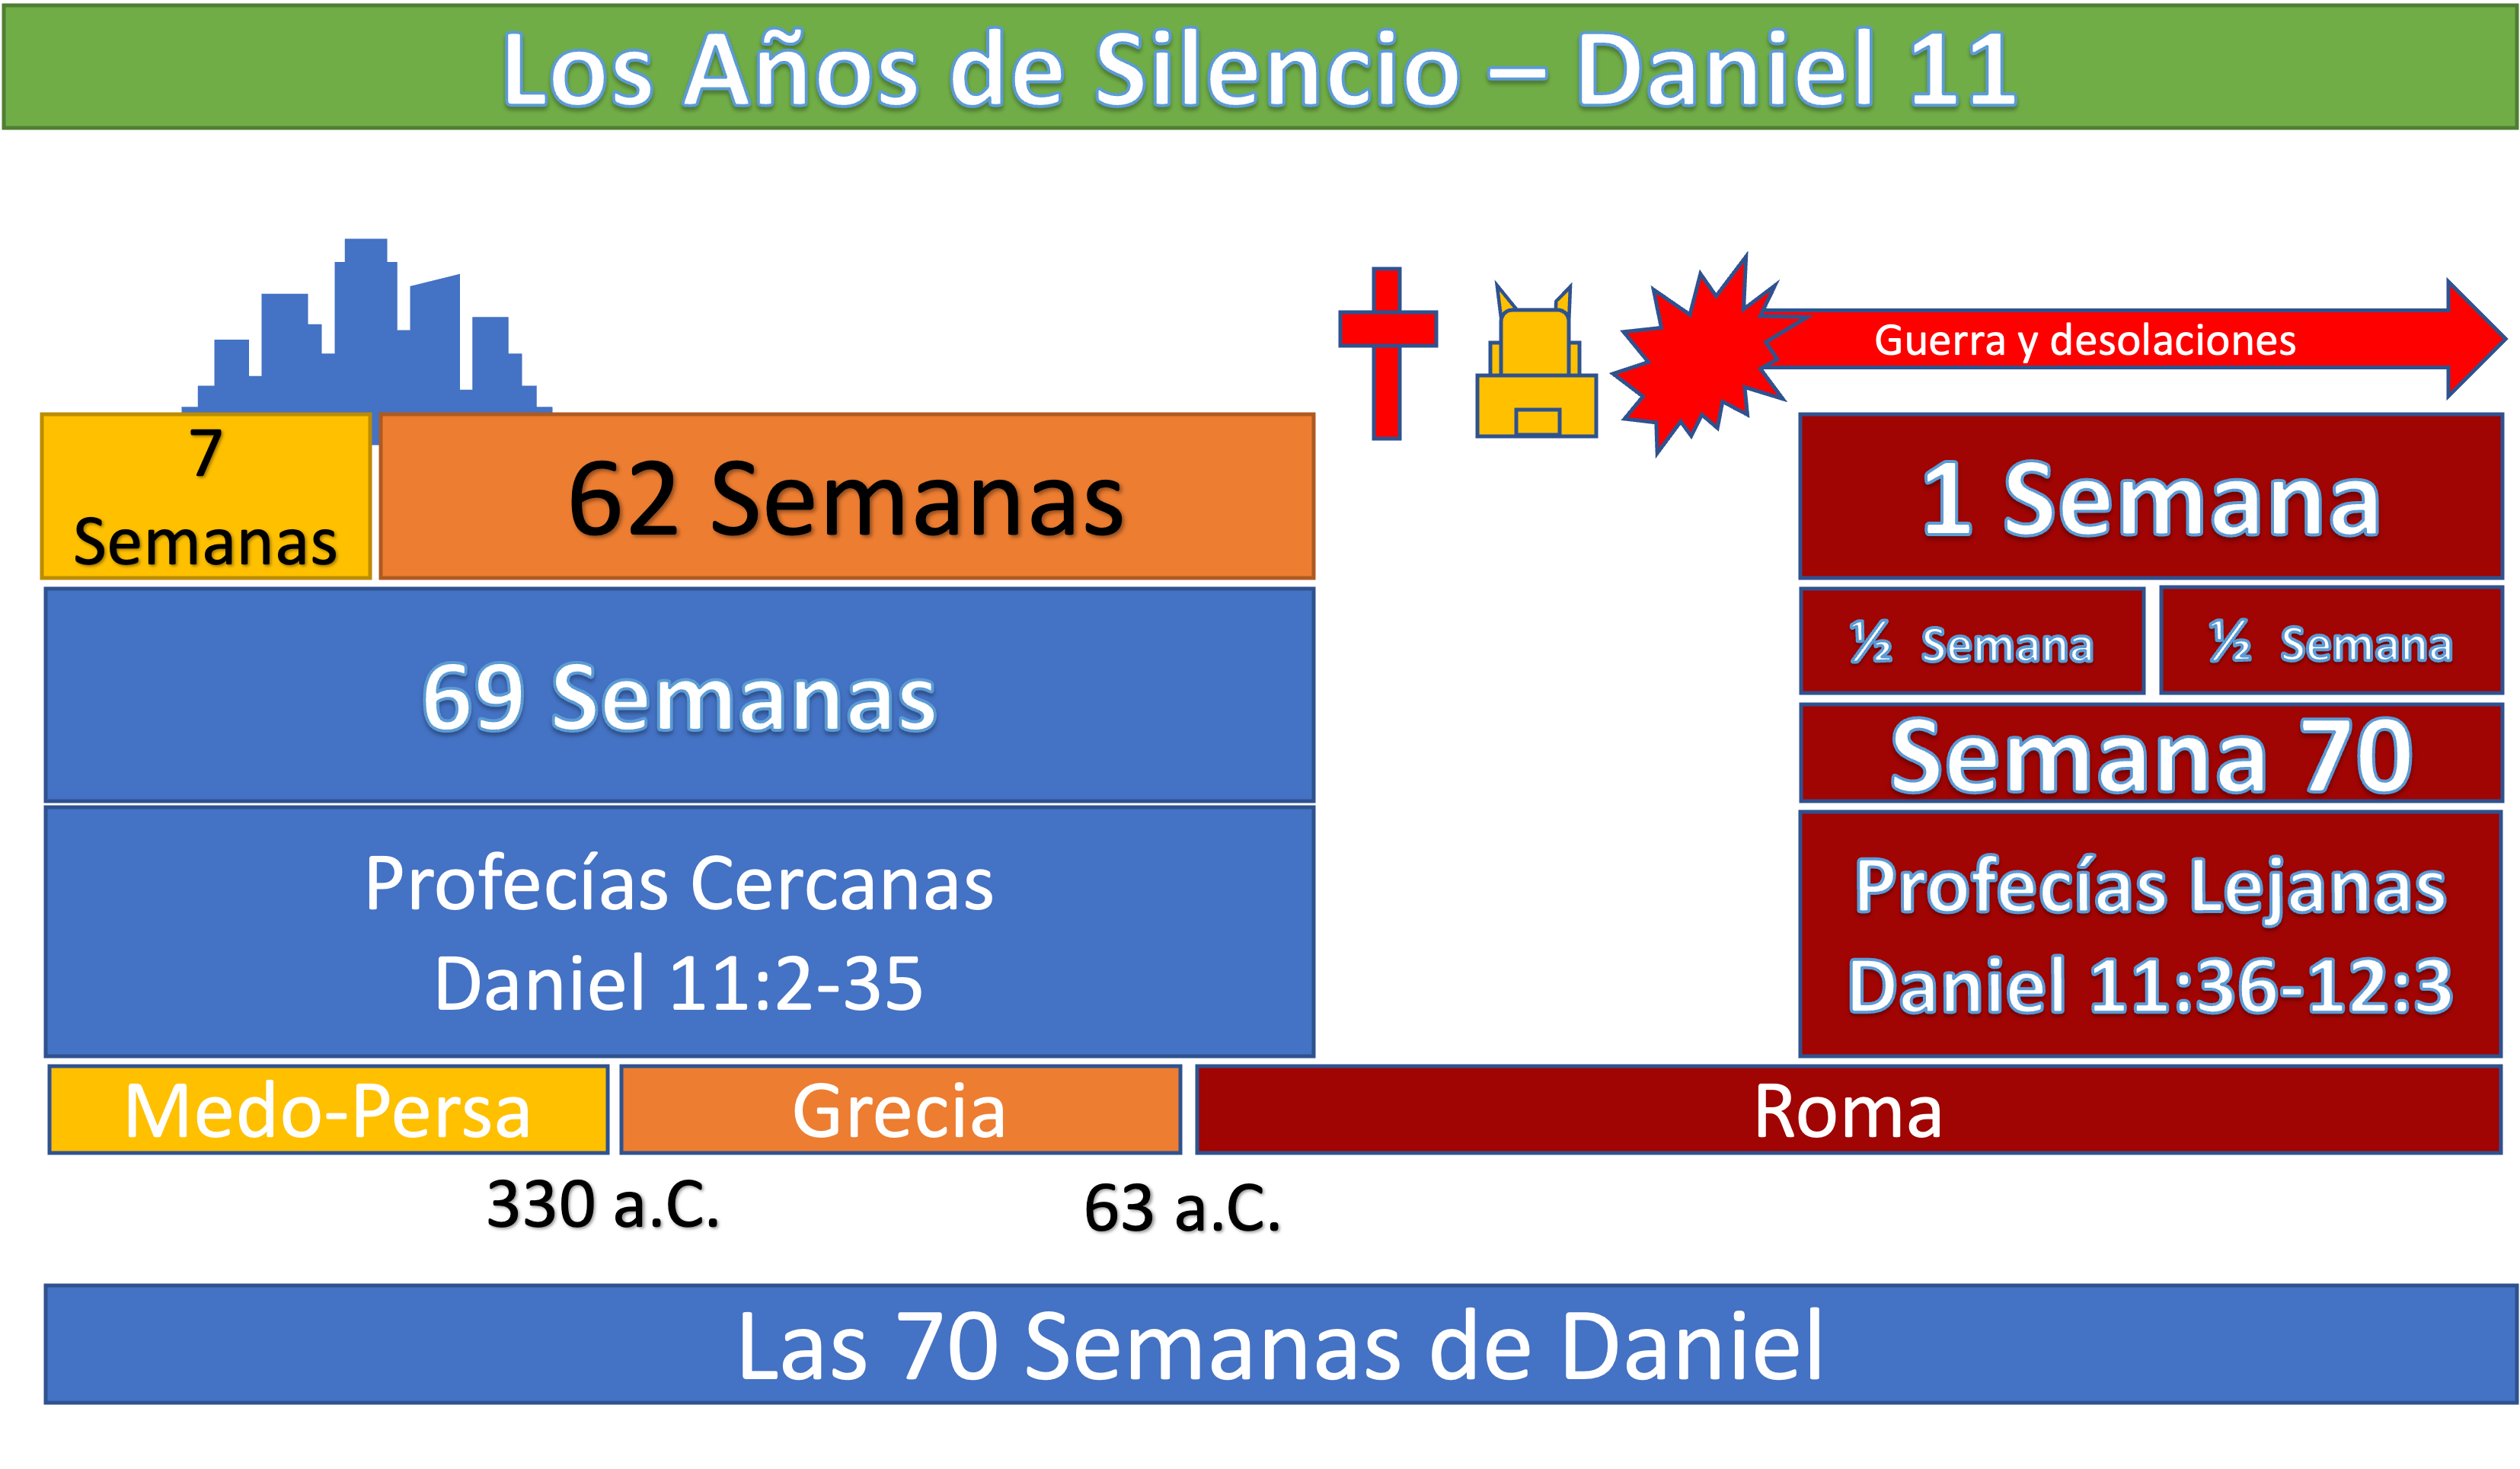 Los Años de Silencio – Daniel 11
Guerra y desolaciones
7
Semanas
62 Semanas
1 Semana
69 Semanas
½ Semana
½ Semana
Semana 70
Profecías Cercanas
Daniel 11:2-35
Profecías Lejanas
Daniel 11:36-12:3
Medo-Persa
Grecia
Roma
330 a.C.
63 a.C.
Las 70 Semanas de Daniel